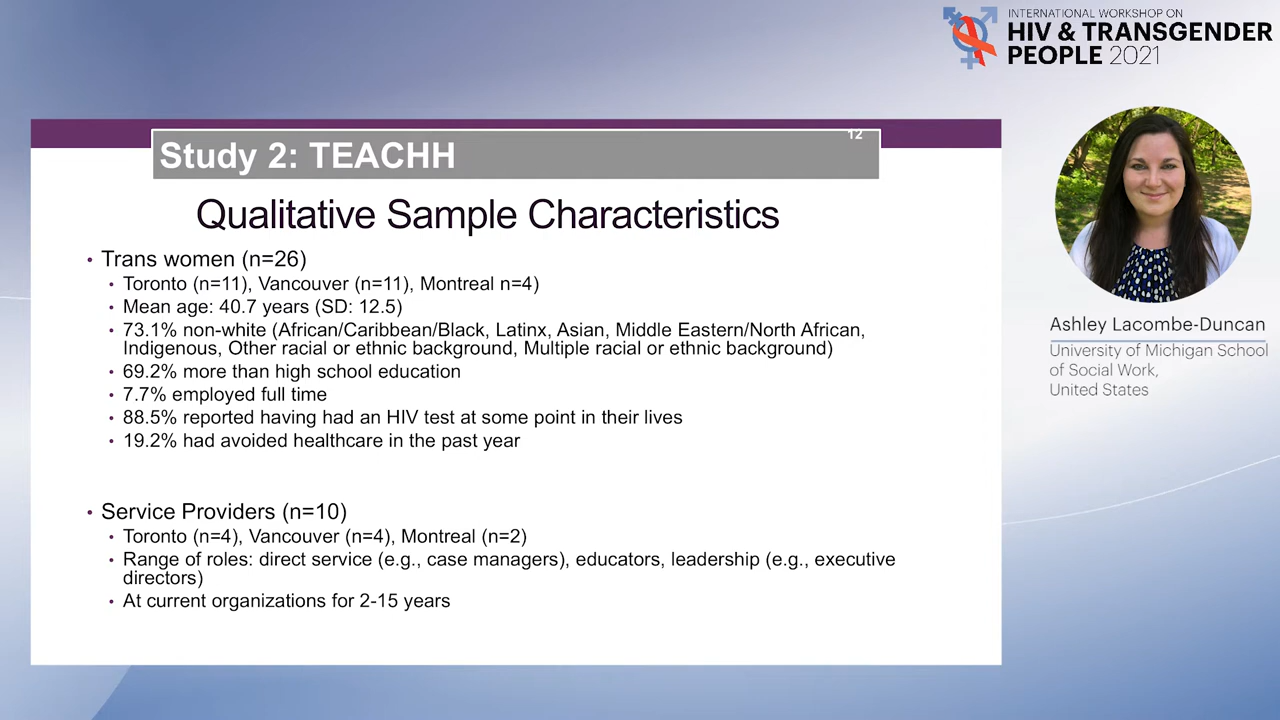 INTERNATIONAL WORKSHOP ON
HIV & TRANSGENDER
PEOPLE 2021
12
Study 2: TEACHH
Qualitative Sample Characteristics
• Trans women (n=26)
• Toronto (n=11), Vancouver (n=11), Montreal n=4)
• Mean age: 40.7 years (SD: 12.5)
• 73.1% non-white (African/Caribbean/Black, Latinx, Asian, Middle Eastern/North African,
Indigenous, Other racial or ethnic background, Multiple racial or ethnic background)
• 69.2% more than high school education
• 7.7% employed full time
• 88.5% reported having had an HIV test at some point in their lives
• 19.2% had avoided healthcare in the past year
• Service Providers (n=10)
• Toronto (n=4), Vancouver (n=4), Montreal (n=2)
• Range of roles: direct service (e.g., case managers), educators, leadership (e.g., executive
directors)
• At current organizations for 2-15 years
Ashley Lacombe-Duncan
University of Michigan School
of Social Work,
United States